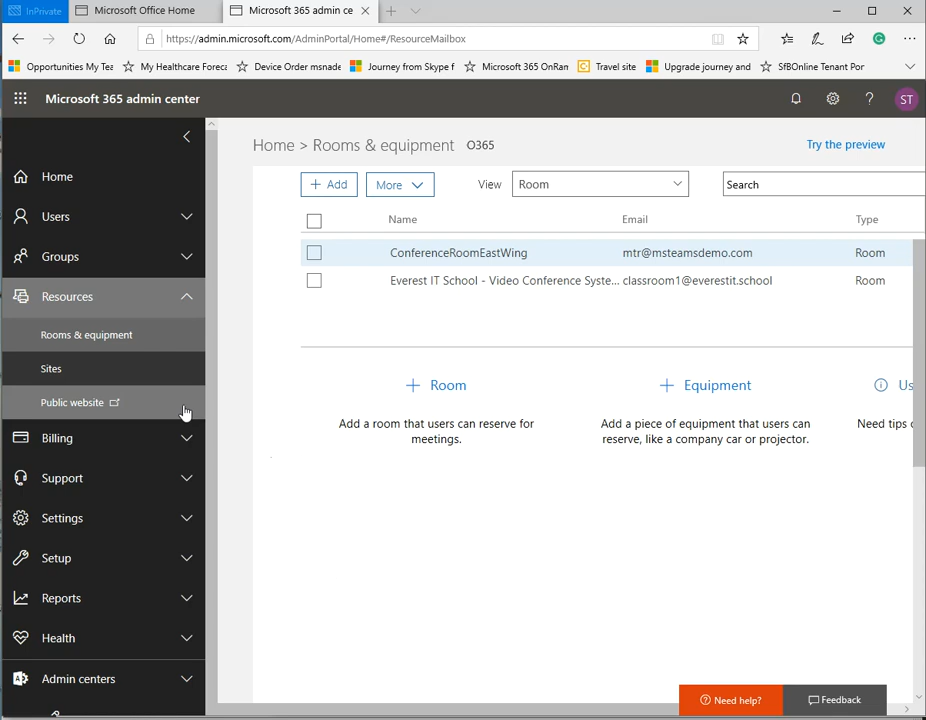 InPrivate
Microsoft Office Home
Microsoft 365 admin ce
https://admin.microsoft.com/AdminPortal/Home#/ResourceMailbox
Opportunities My Tea
My Healthcare Foreca
Device Order msnade
Journey from Skype f
Microsoft 365 OnRam
Travel site
Upgrade journey and
SfBOnline Tenant Por
Microsoft 365 admin center
?
ST
Home
Users
Groups
Resources
Rooms & equipment
Sites
Public website
Billing
Support
Settings
Setup
Reports
Health
Admin centers
Home > Rooms & equipment O365
Try the preview
+ Add
More
View
Room
Search
Name
Email
Type
ConferenceRoomEastWing
mtr@msteamsdemo.com
Room
Everest IT School - Video Conference Syste...
classroom1@everestit.school
Room
+ Room
Add a room that users can reserve for
meetings.
+ Equipment
Add a piece of equipment that users can
reserve, like a company car or projector.
Us
Need tips c
Need help?
Feedback